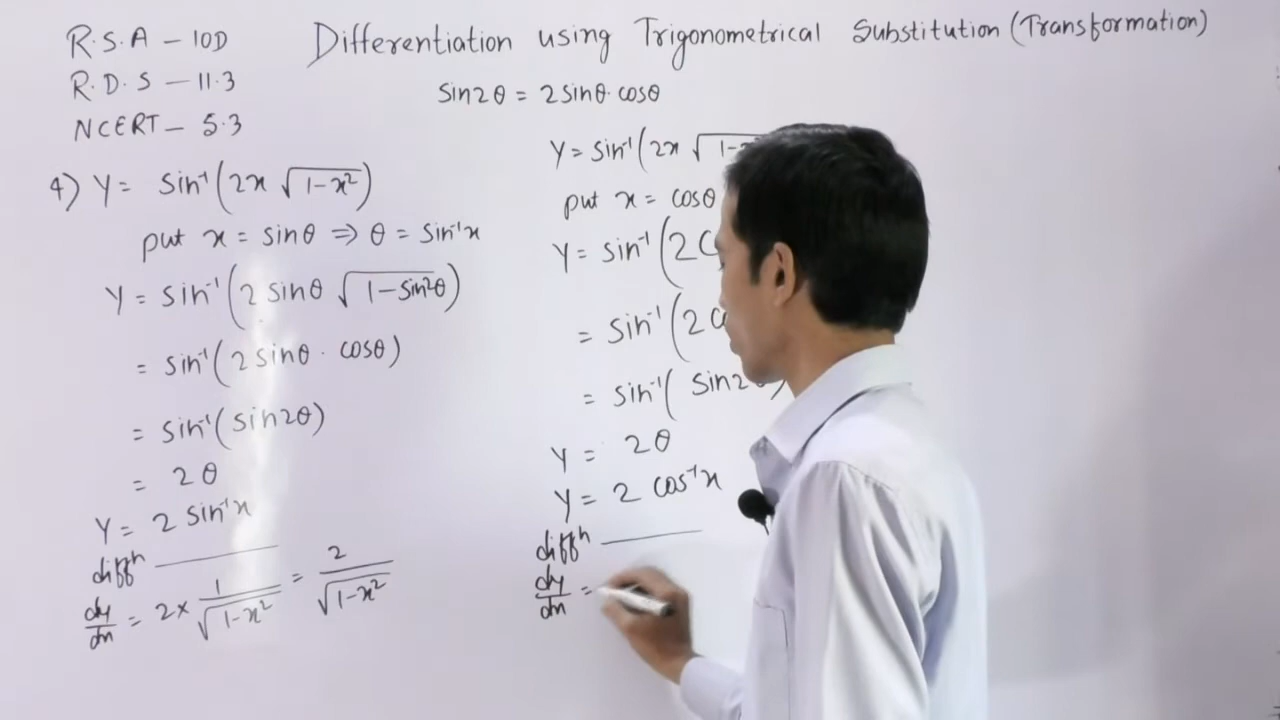 R.S.A – 10D
R.D.S – 11.3
NCERT – 5.3
Differentiation using Trigonometrical Substitution (Transformation)
sin2θ = 2sinθ·cosθ
4) Y = sin⁻¹(2x √(1-x²))
put x = sinθ ⇒ θ = sin⁻¹x
Y = sin⁻¹(2 sinθ √(1-sin²θ))
= sin⁻¹(2 sinθ · cosθ)
= sin⁻¹(sin2θ)
= 2θ
Y = 2 sin⁻¹x
diffⁿ
dy/dx = 2× 1/√(1-x²) = 2/√(1-x²)
Y = sin⁻¹(2x √1-
put x = cosθ
Y = sin⁻¹(2
= sin⁻¹(2
= sin⁻¹( sin2θ)
Y = 2θ
Y = 2 cos⁻¹x
diffⁿ
dy/dx =